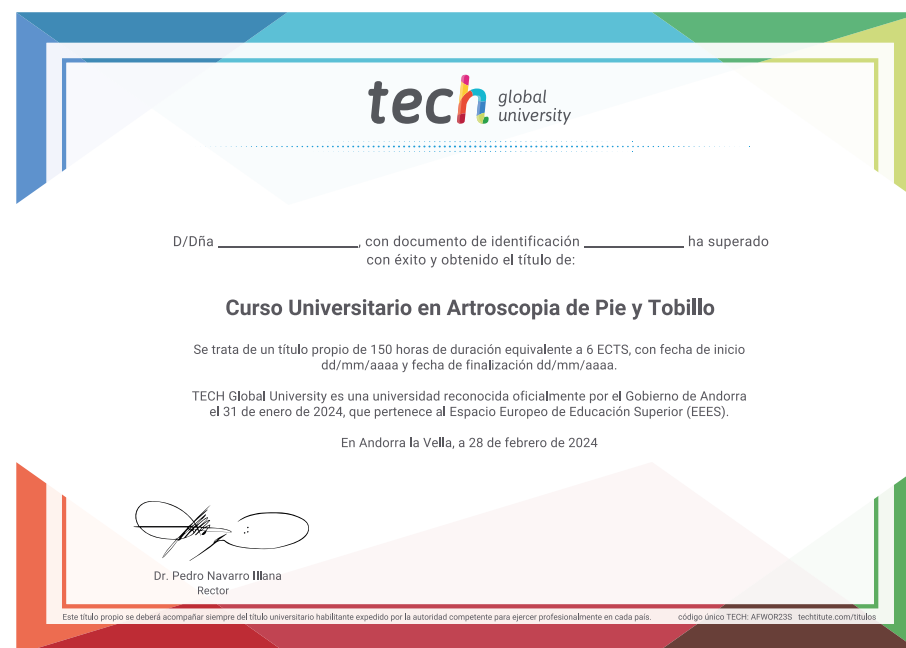 tech global university
D/Dña ____________________, con documento de identificación ______________ ha superado
con éxito y obtenido el título de:
Curso Universitario en Artroscopia de Pie y Tobillo
Se trata de un título propio de 150 horas de duración equivalente a 6 ECTS, con fecha de inicio
dd/mm/aaaa y fecha de finalización dd/mm/aaaa.
TECH Global University es una universidad reconocida oficialmente por el Gobierno de Andorra
el 31 de enero de 2024, que pertenece al Espacio Europeo de Educación Superior (EEES).
En Andorra la Vella, a 28 de febrero de 2024
Dr. Pedro Navarro Illana
Rector
Este título propio se deberá acompañar siempre del título universitario habilitante expedido por la autoridad competente para ejercer profesionalmente en cada país. código único TECH: AFWOR23S techtitute.com/titulos